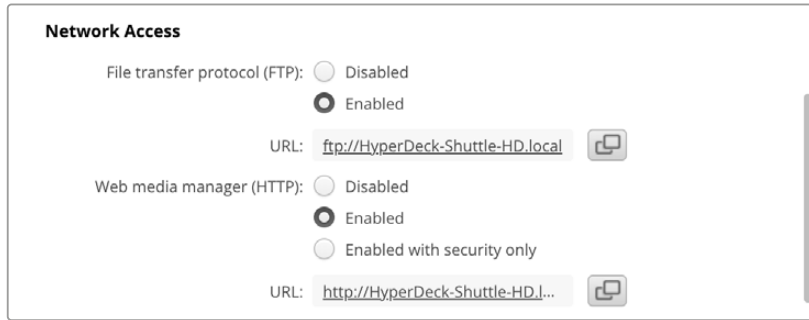 Network Access
File transfer protocol (FTP): Disabled
Enabled
URL: ftp://HyperDeck-Shuttle-HD.local
Web media manager (HTTP): Disabled
Enabled
Enabled with security only
URL: http://HyperDeck-Shuttle-HD.l...